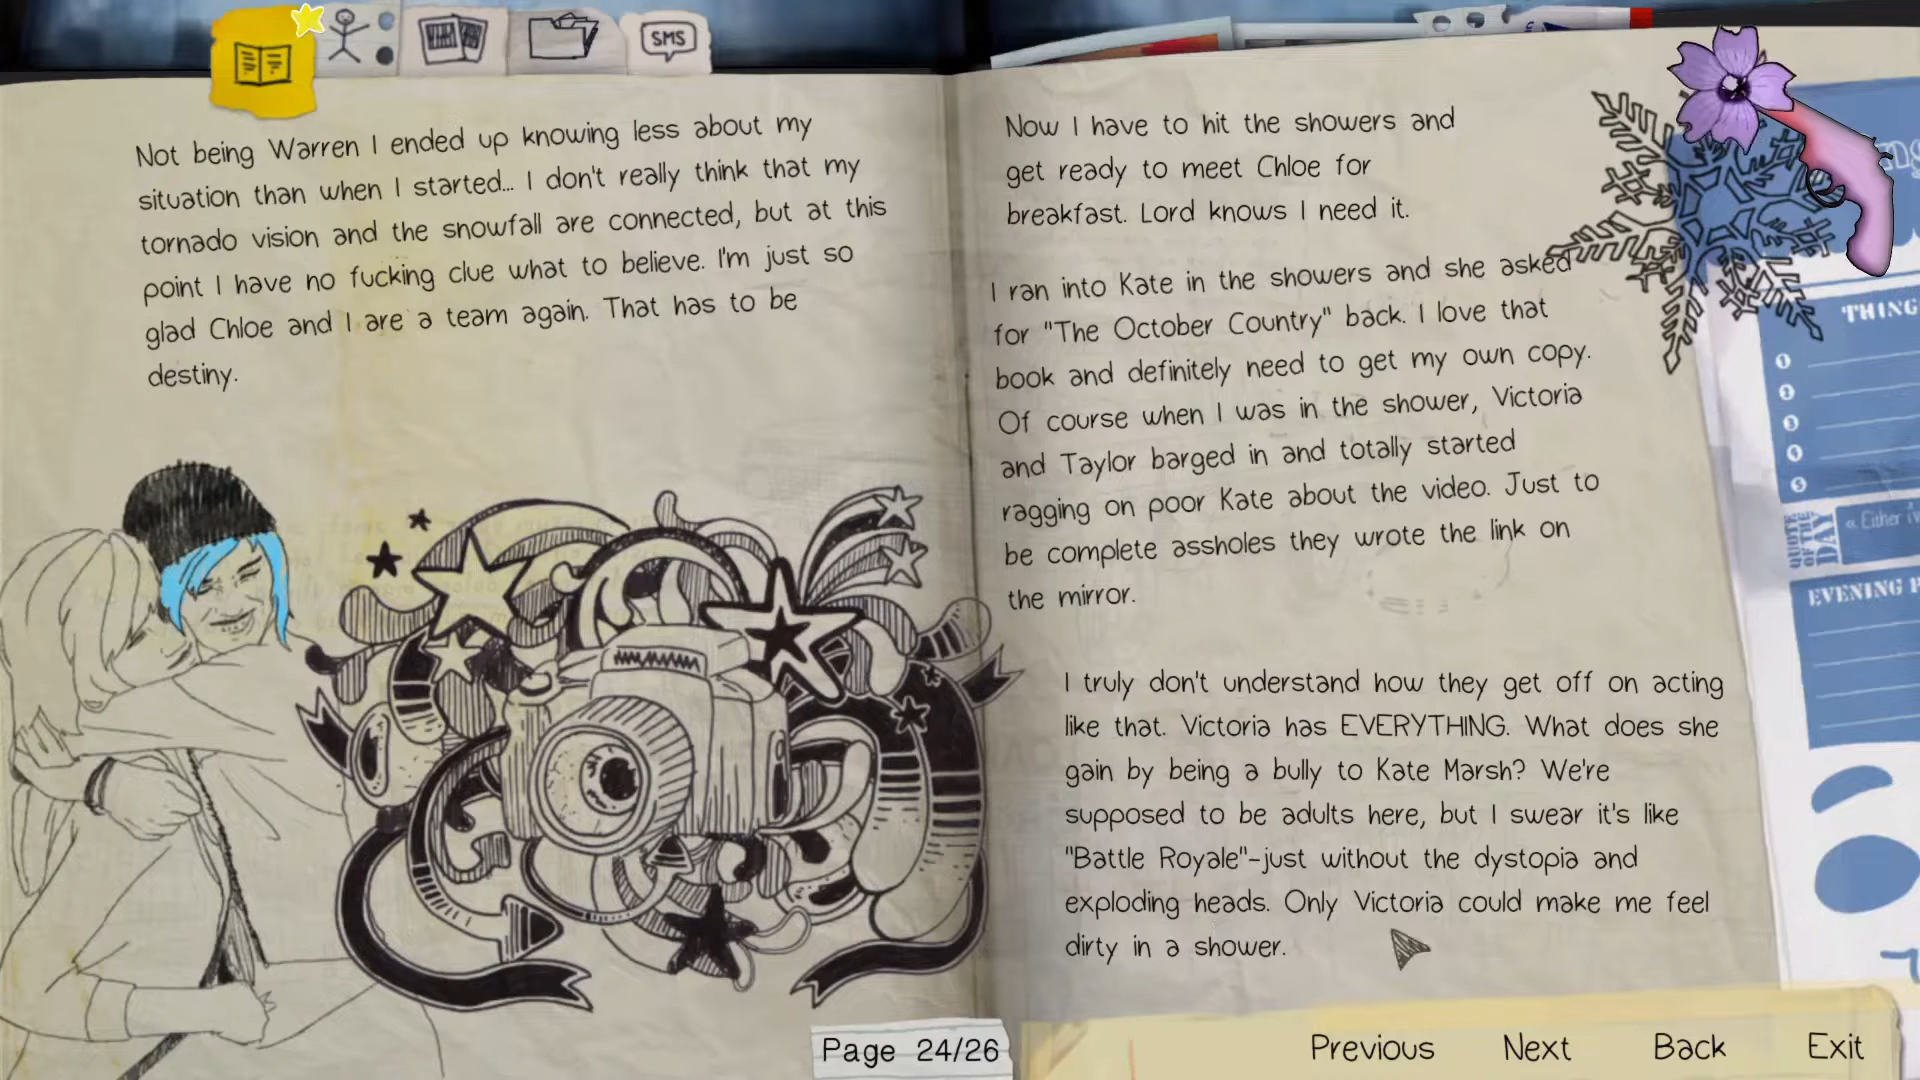 SMS
Not being Warren I ended up knowing less about my
situation than when I started... I don't really think that my
tornado vision and the snowfall are connected, but at this
point I have no fucking clue what to believe. I'm just so
glad Chloe and I are a team again. That has to be
destiny.
Now I have to hit the showers and
get ready to meet Chloe for
breakfast. Lord knows I need it.
I ran into Kate in the showers and she asked
for "The October Country" back. I love that
book and definitely need to get my own copy.
Of course when I was in the shower, Victoria
and Taylor barged in and totally started
ragging on poor Kate about the video. Just to
be complete assholes they wrote the link on
the mirror.
I truly don't understand how they get off on acting
like that. Victoria has EVERYTHING. What does she
gain by being a bully to Kate Marsh? We're
supposed to be adults here, but I swear it's like
"Battle Royale"-just without the dystopia and
exploding heads. Only Victoria could make me feel
dirty in a shower.
THING
QUOTE OF THE DAY
« Either
EVENING
Page 24/26
Previous Next Back Exit